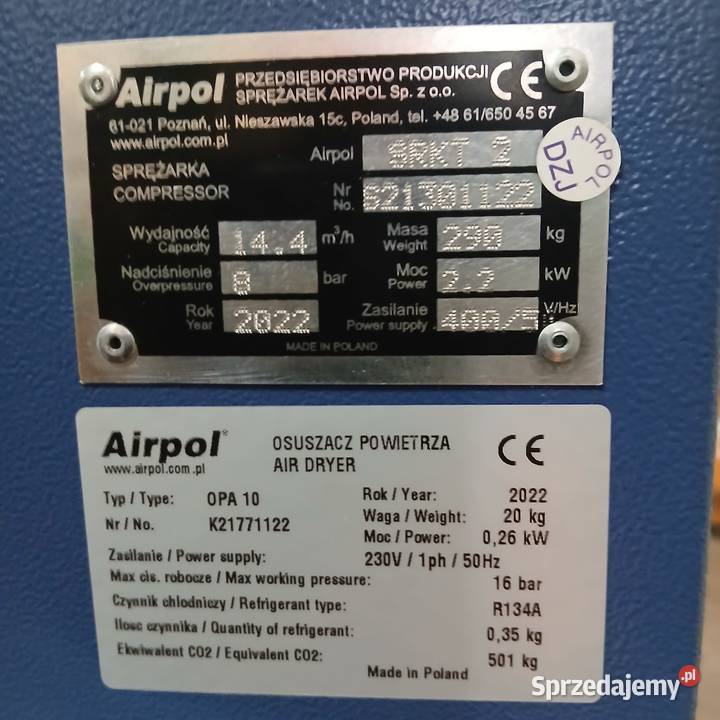 Airpol PRZEDSIĘBIORSTWO PRODUKCJI
SPRĘŻAREK AIRPOL Sp. z o.o. CE
61-021 Poznań, ul. Nieszawska 15c, Poland, tel. +48 61/650 45 67
www.airpol.com.pl
Airpol SRKT 2
AIRPOL
DZJ
SPRĘŻARKA
COMPRESSOR
Nr
No. 621301122
Wydajność
Capacity 14.4 m³/h
Masa
Weight 290 kg
Nadciśnienie
Overpressure 8 bar
Moc
Power 2.2 kW
Rok
Year 2022
Zasilanie
Power supply 400/5 V/Hz
MADE IN POLAND
Airpol® OSUSZACZ POWIETRZA CE
www.airpol.com.pl AIR DRYER
Typ / Type: OPA 10 Rok / Year: 2022
Nr / No. K21771122 Waga / Weight: 20 kg
Moc / Power: 0,26 kW
Zasilanie / Power supply: 230V / 1ph / 50Hz
Max cis. robocze / Max working pressure: 16 bar
Czynnik chlodniczy / Refrigerant type: R134A
Ilosc czynnika / Quantity of refrigerant: 0,35 kg
Ekwiwalent CO2 / Equivalent CO2: 501 kg
Made in Poland
Sprzedajemy.pl